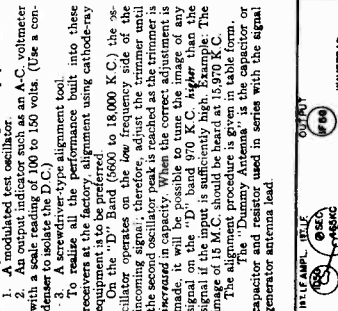 1. A modulated test oscillator.
2. An output indicator such as an A.C. voltmeter
with a scale reading of 100 to 150 volts. (Use a con-
denser to isolate the D.C.)
3. A screwdriver-type alignment tool.
To realize all the performance built into these
receivers at the factory, alignment using cathode-ray
equipment is to be preferred.
On the "D" Band (5600 to 18,000 K.C.) the os-
cillator operates on the low frequency side of the
incoming signal; therefore, adjust the trimmer until
the second oscillator peak is reached as the trimmer is
increased in capacity. When the correct adjustment is
made, it will be possible to tune the image of any
signal on the "D" band 970 K.C. higher than the
signal if the input is sufficiently high. Example: The
image of 15 M.C. should be heard at 15,970 K.C.
The alignment procedure is given in table form.
The "Dummy Antenna" is the capacitor or
capacitor and resistor used in series with the signal
generator antenna lead.
1ST I.F. AMPL.
1ST I.F.
OUTPUT
6F6G